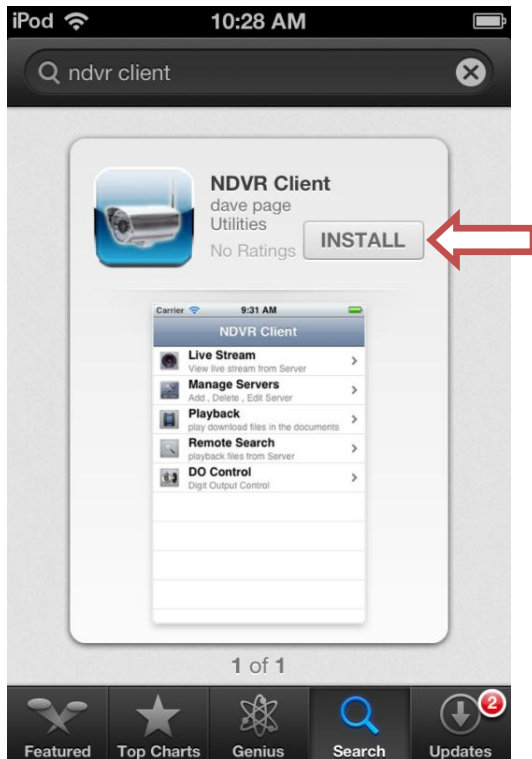 iPod 10:28 AM
ndvr client
NDVR Client
dave page
Utilities
No Ratings
INSTALL
Carrier 9:31 AM
NDVR Client
Live Stream
View live stream from Server
Manage Servers
Add , Delete , Edit Server
Playback
play download files in the documents
Remote Search
playback files from Server
DO Control
Digit Output Control
1 of 1
2
Featured Top Charts Genius Search Updates